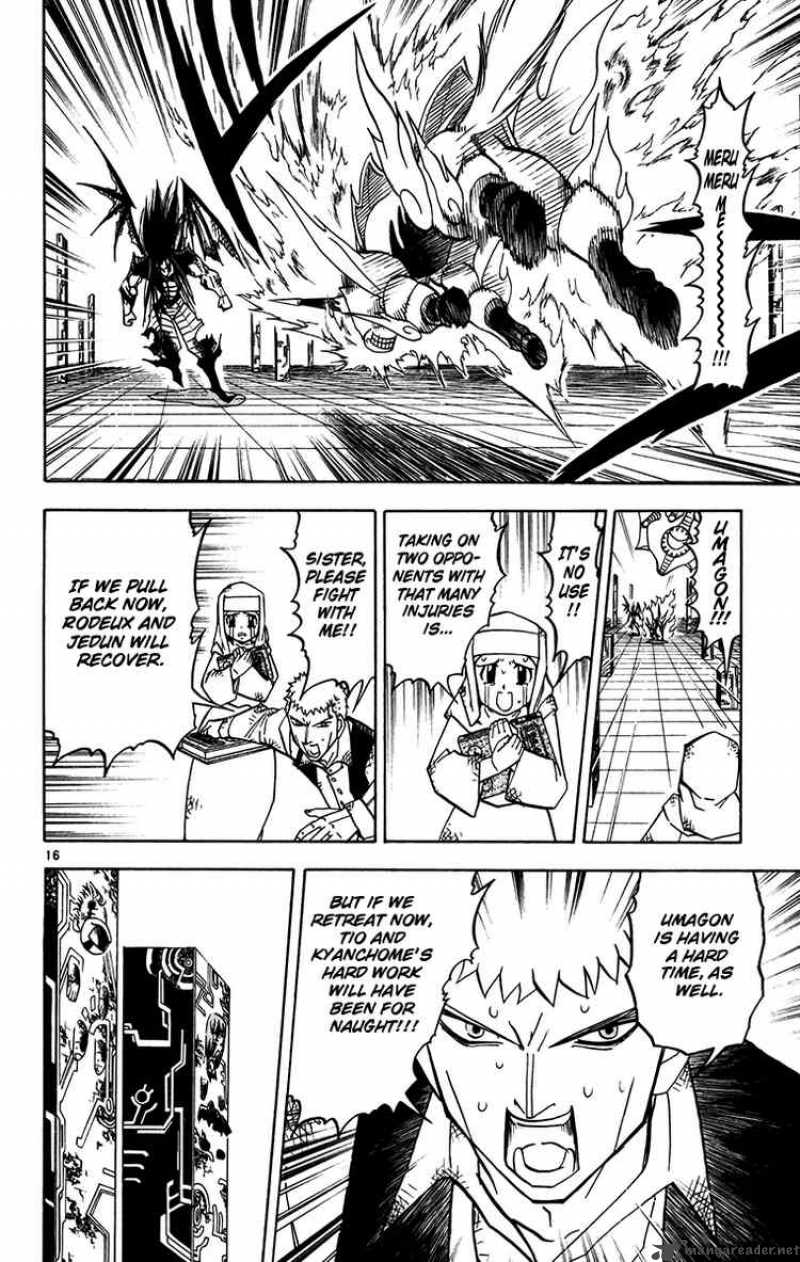 MERU
MERU
ME~~~~~~~!!!
UMAGON!!!
IT'S
NO
USE
!!
TAKING ON
TWO OPPO-
NENTS WITH
THAT MANY
INJURIES
IS...
SISTER,
PLEASE
FIGHT
WITH
ME!!
IF WE PULL
BACK NOW,
RODEUX AND
JEDUN WILL
RECOVER.
16
UMAGON
IS HAVING
A HARD
TIME, AS
WELL.
BUT IF WE
RETREAT NOW,
TIO AND
KYANCHOME'S
HARD WORK
WILL HAVE
BEEN FOR
NAUGHT!!!
mangareader.net